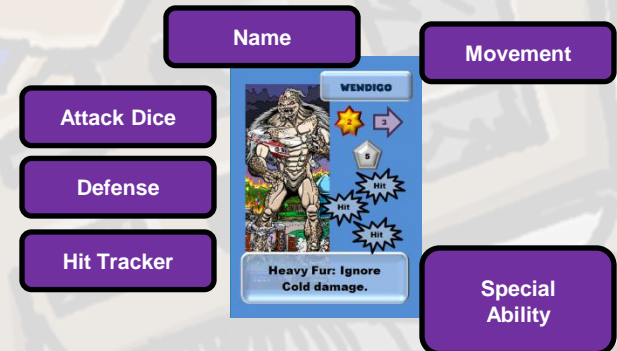 Name
Movement
WENDIGO
Attack Dice
2
3
Defense
5
Hit
Hit
Hit
Hit Tracker
Heavy Fur: Ignore
Cold damage.
Special
Ability